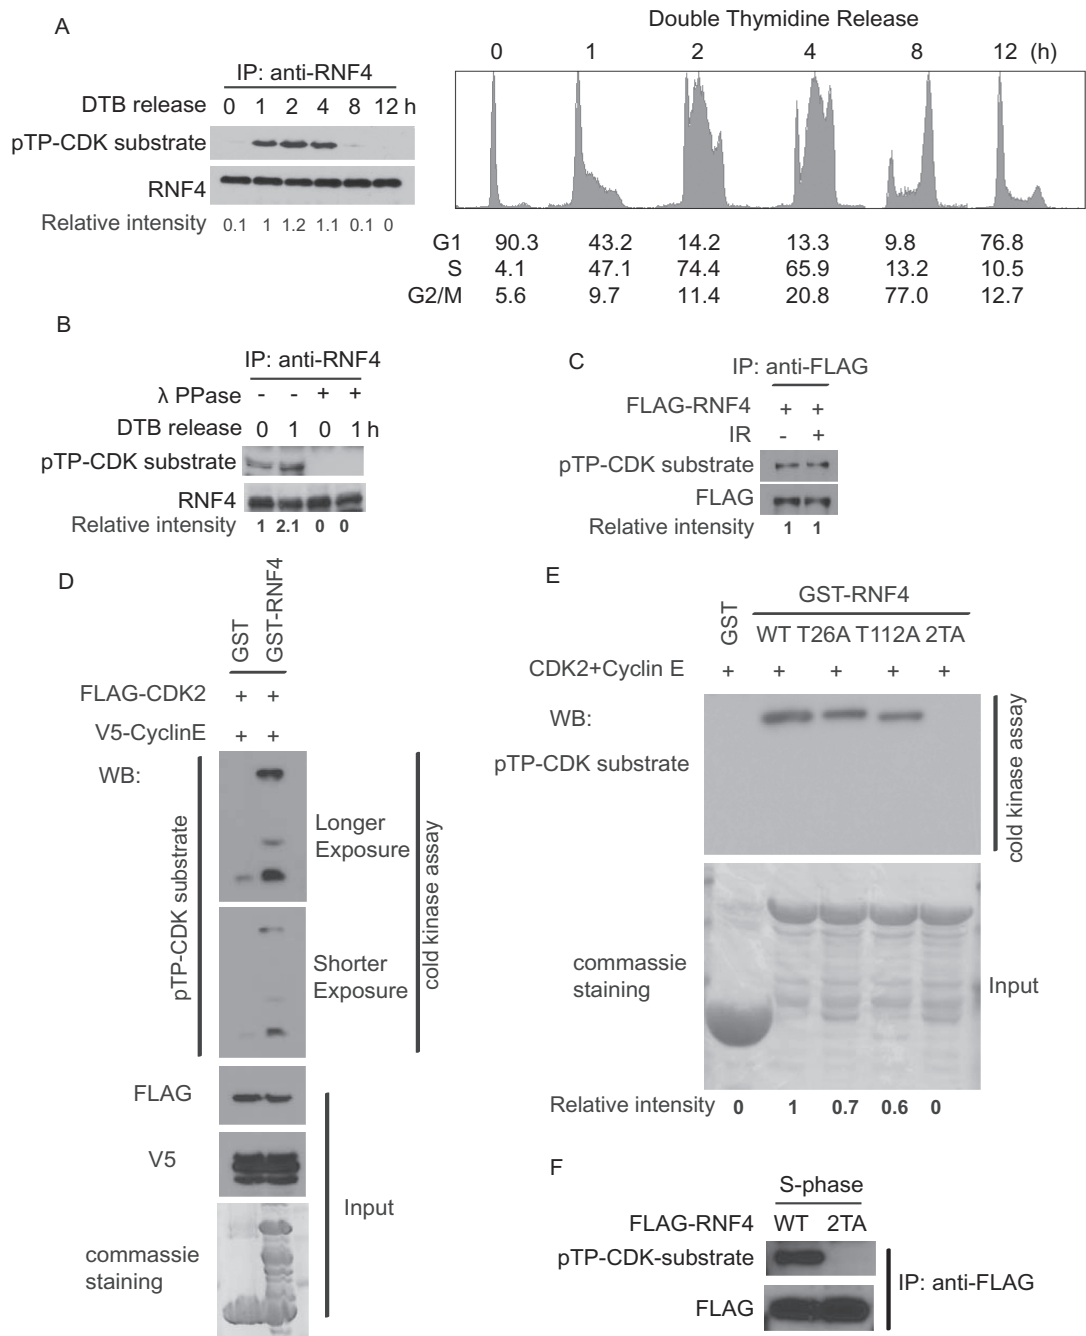 A
IP: anti-RNF4
DTB release 0 1 2 4 8 12 h
pTP-CDK substrate
RNF4
Relative intensity 0.1 1 1.2 1.1 0.1 0
Double Thymidine Release
0 1 2 4 8 12 (h)
G1 90.3 43.2 14.2 13.3 9.8 76.8
S 4.1 47.1 74.4 65.9 13.2 10.5
G2/M 5.6 9.7 11.4 20.8 77.0 12.7
B
IP: anti-RNF4
λ PPase - - + +
DTB release 0 1 0 1 h
pTP-CDK substrate
RNF4
Relative intensity 1 2.1 0 0
C
IP: anti-FLAG
FLAG-RNF4 + +
IR - +
pTP-CDK substrate
FLAG
Relative intensity 1 1
D
GST
GST-RNF4
FLAG-CDK2 + +
V5-CyclinE + +
WB:
pTP-CDK substrate
Longer
Exposure
Shorter
Exposure
cold kinase assay
FLAG
V5
commassie
staining
Input
E
GST-RNF4
GST
WT T26A T112A 2TA
CDK2+Cyclin E + + + + +
WB:
pTP-CDK substrate
cold kinase assay
commassie
staining
Input
Relative intensity 0 1 0.7 0.6 0
F
S-phase
FLAG-RNF4 WT 2TA
pTP-CDK-substrate
FLAG
IP: anti-FLAG